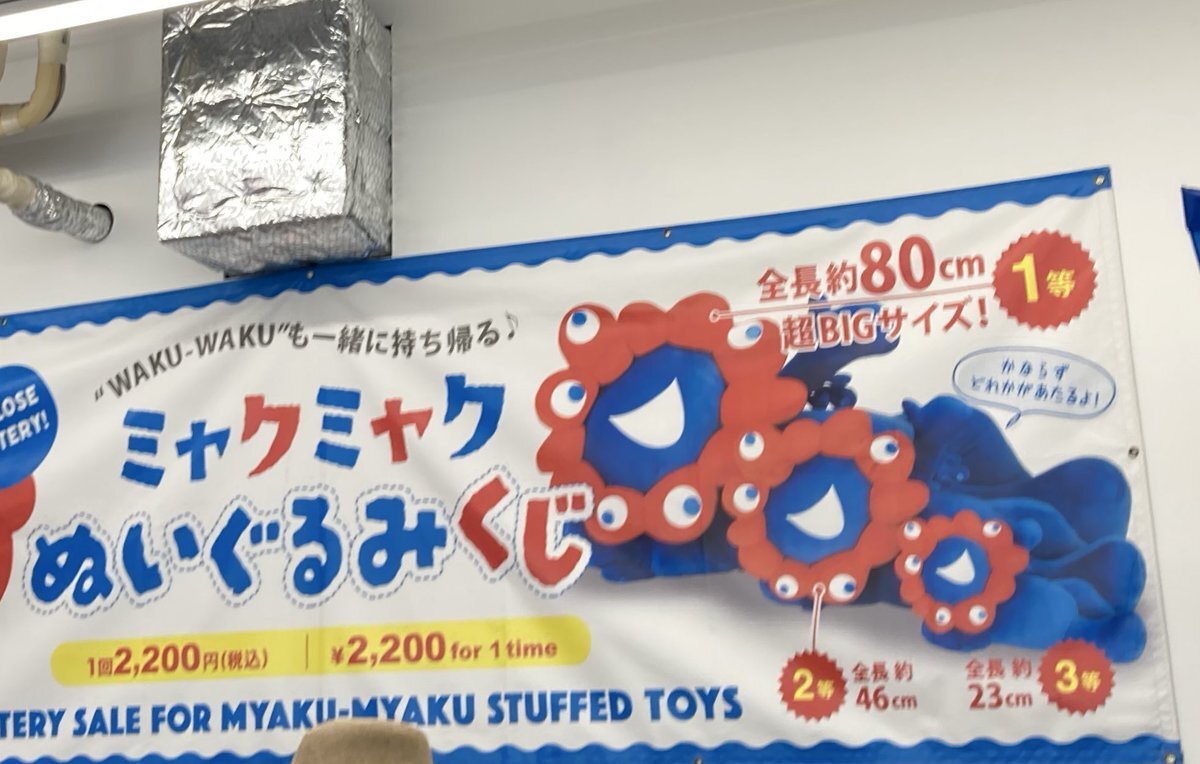 "WAKU-WAKU"も一緒に持ち帰る♪
ミャクミャク
ぬいぐるみくじ
1回2,200円(税込)
¥2,200 for 1 time
TERY SALE FOR MYAKU-MYAKU STUFFED TOYS
LOSE
TERY!
全長約80cm
超BIGサイズ!
1等
かならず
どれかがあたるよ!
2等
全長約
46cm
全長約
23cm
3等